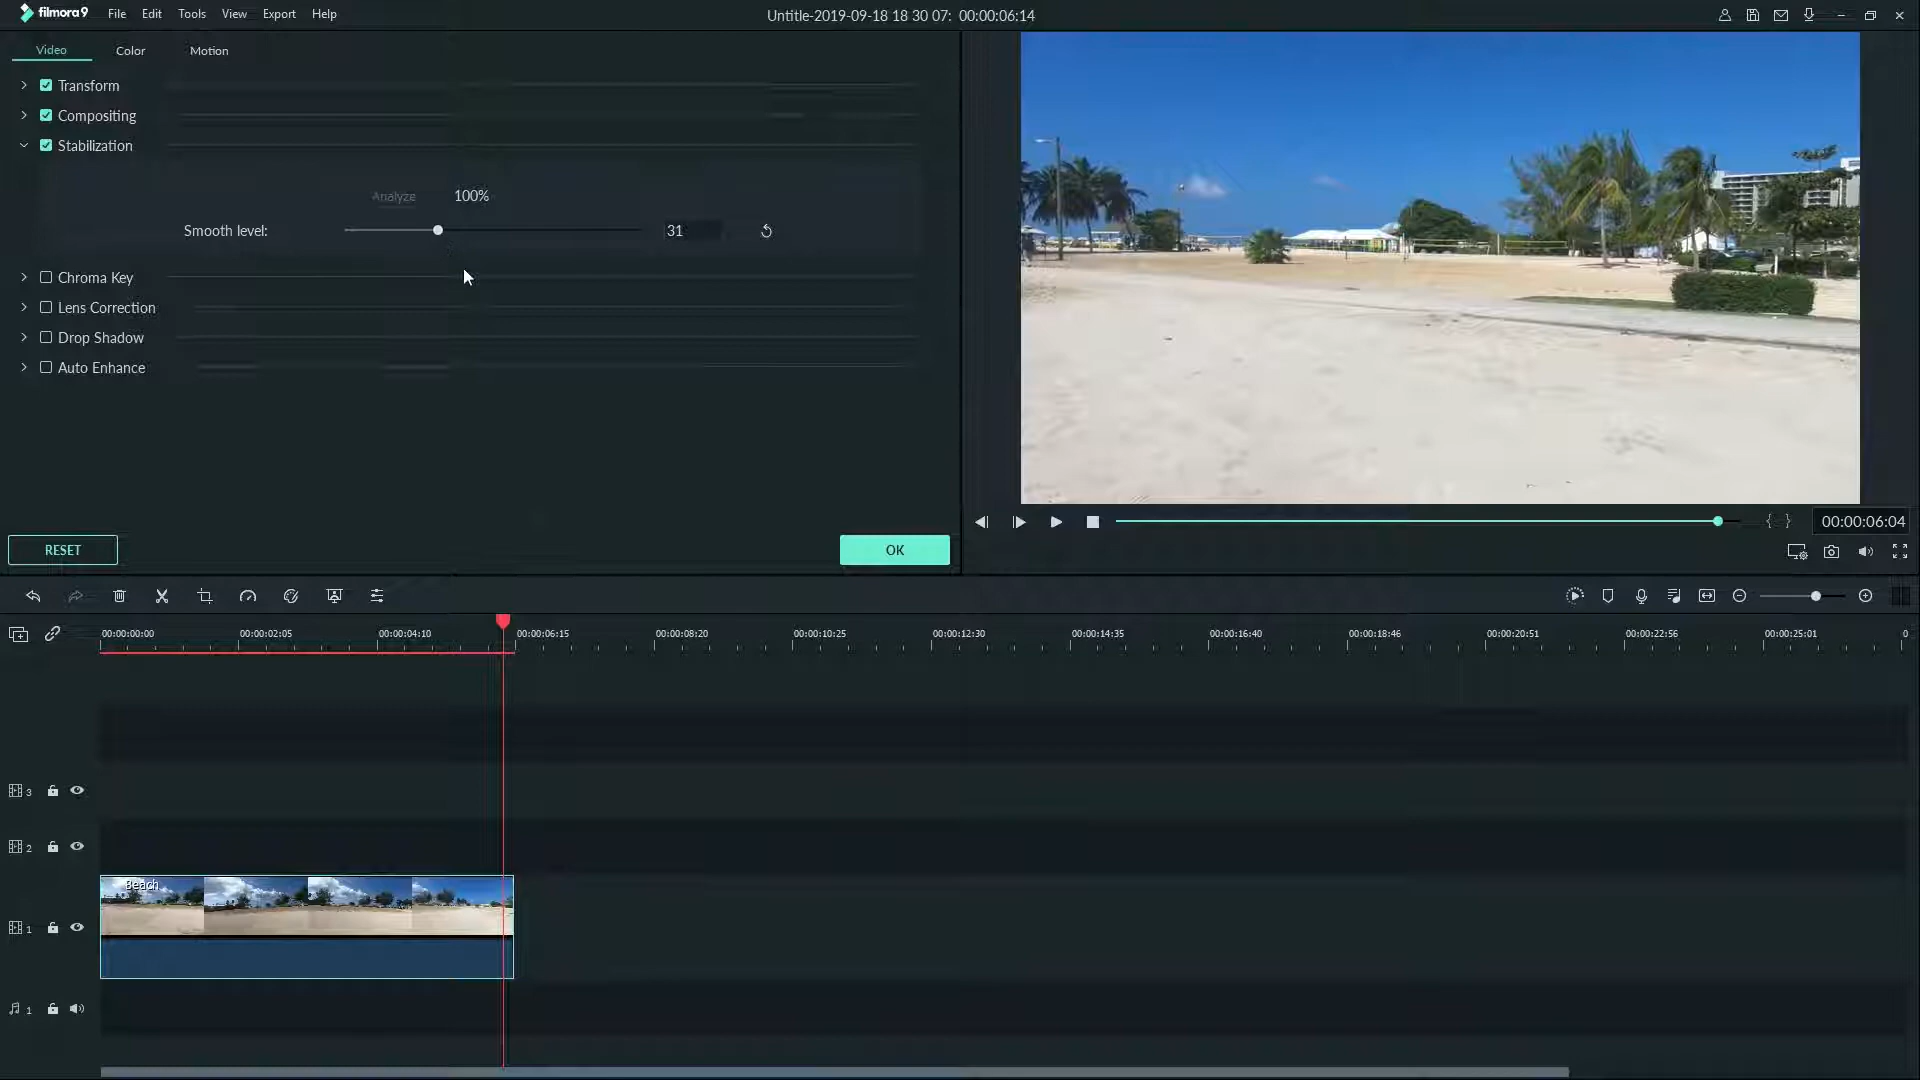 filmora9 File Edit Tools View Export Help Untitle-2019-09-18 18 30 07: 00:00:06:14
Video Color Motion
Transform
Compositing
Stabilization
Analyze 100%
Smooth level: 31
Chroma Key
Lens Correction
Drop Shadow
Auto Enhance
RESET OK
00:00:06:04
00:00:00:00 00:00:02:05 00:00:04:10 00:00:06:15 00:00:08:20 00:00:10:25 00:00:12:30 00:00:14:35 00:00:16:40 00:00:18:46 00:00:20:51 00:00:22:56 00:00:25:01 0
3
2
Beach
1
1